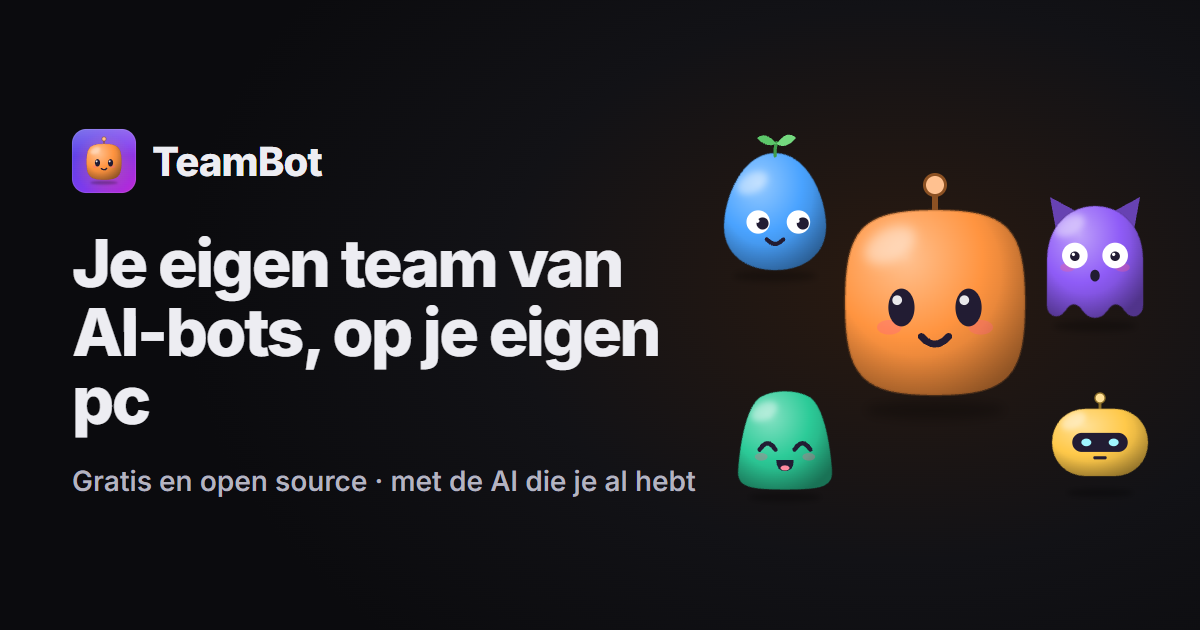 TeamBot
Je eigen team van
AI-bots, op je eigen
pc
Gratis en open source · met de AI die je al hebt